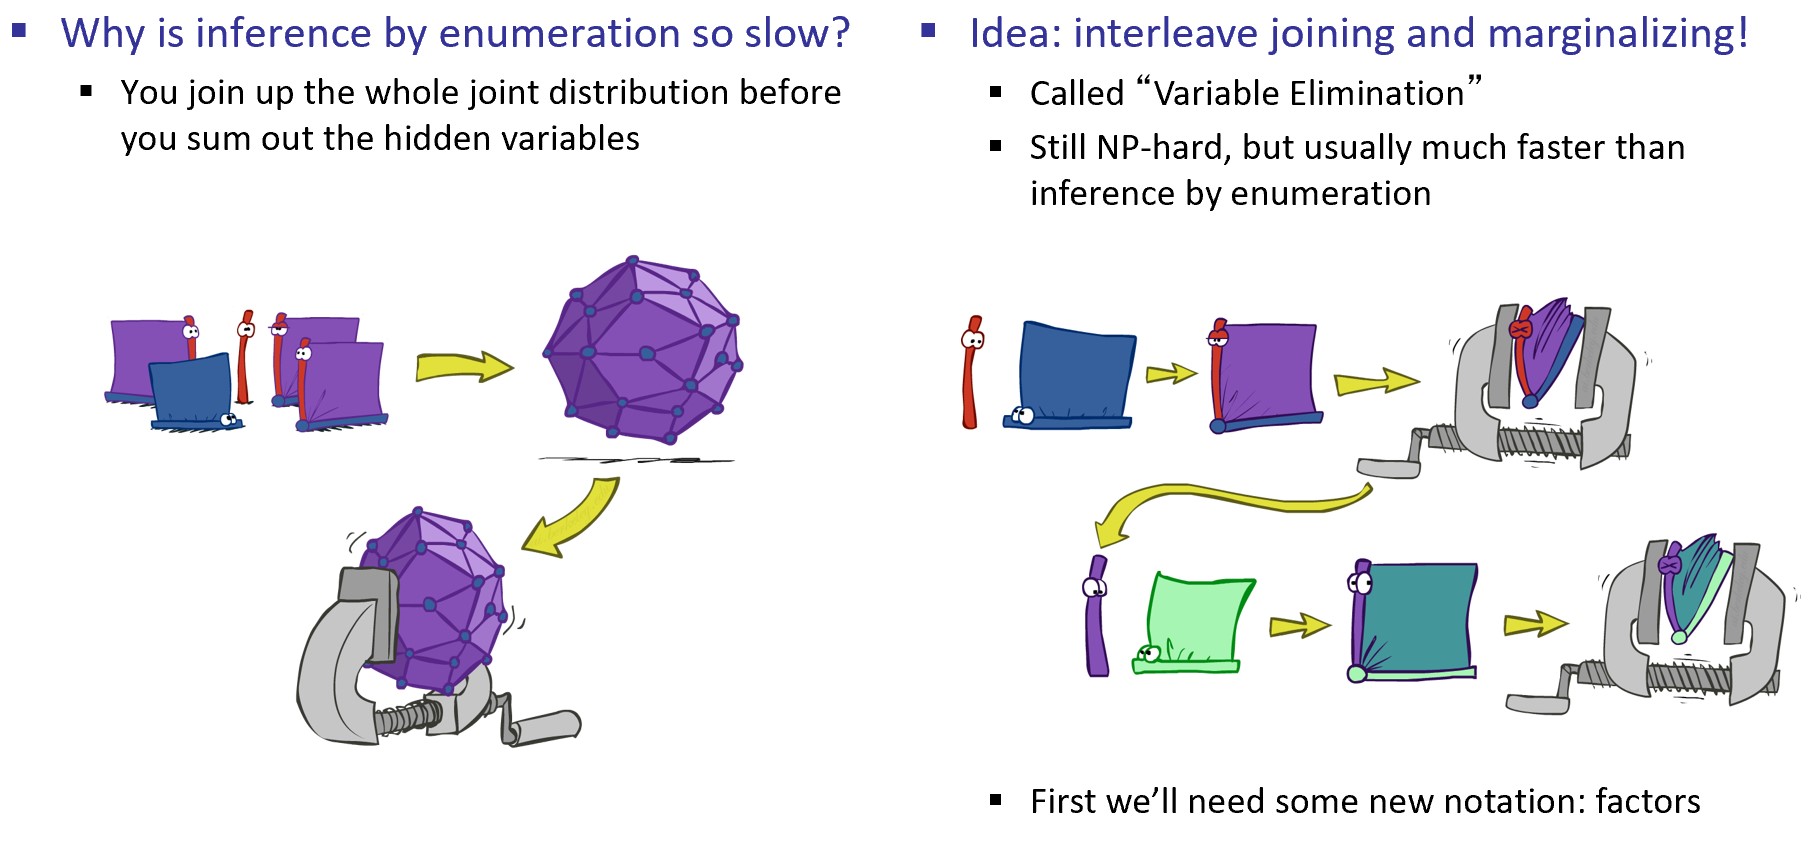 Why is inference by enumeration so slow?
You join up the whole joint distribution before
you sum out the hidden variables
Idea: interleave joining and marginalizing!
Called “Variable Elimination”
Still NP-hard, but usually much faster than
inference by enumeration
First we’ll need some new notation: factors